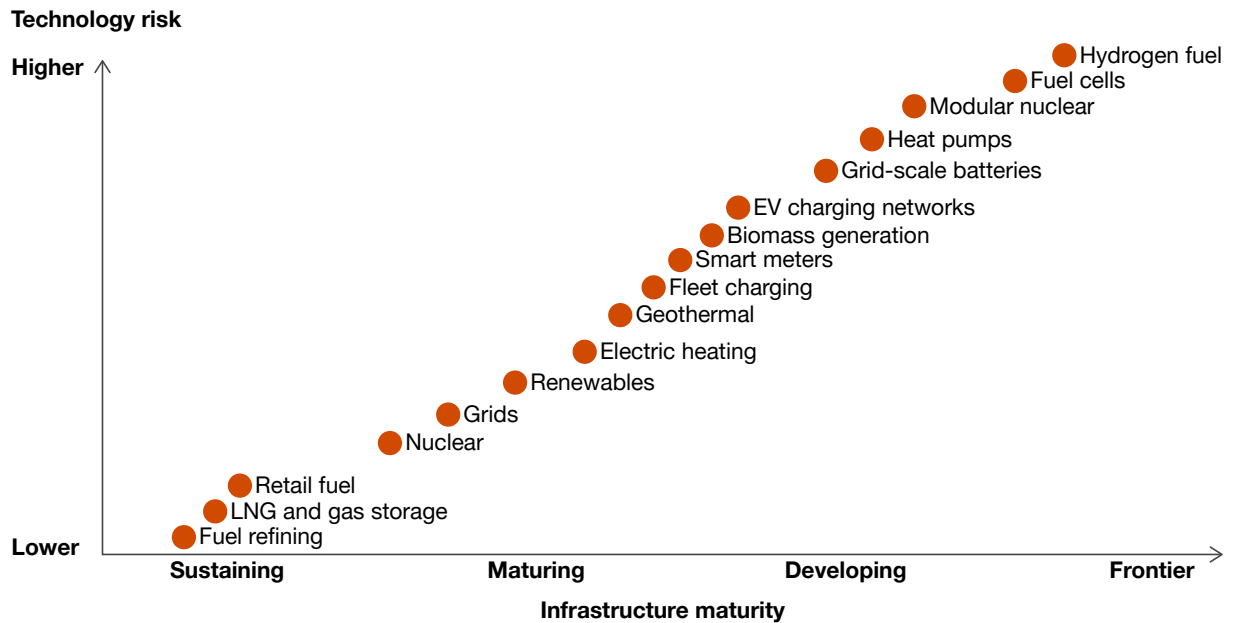 Technology risk
Higher
Hydrogen fuel
Fuel cells
Modular nuclear
Heat pumps
Grid-scale batteries
EV charging networks
Biomass generation
Smart meters
Fleet charging
Geothermal
Electric heating
Renewables
Grids
Nuclear
Retail fuel
LNG and gas storage
Fuel refining
Lower
Sustaining Maturing Developing Frontier
Infrastructure maturity